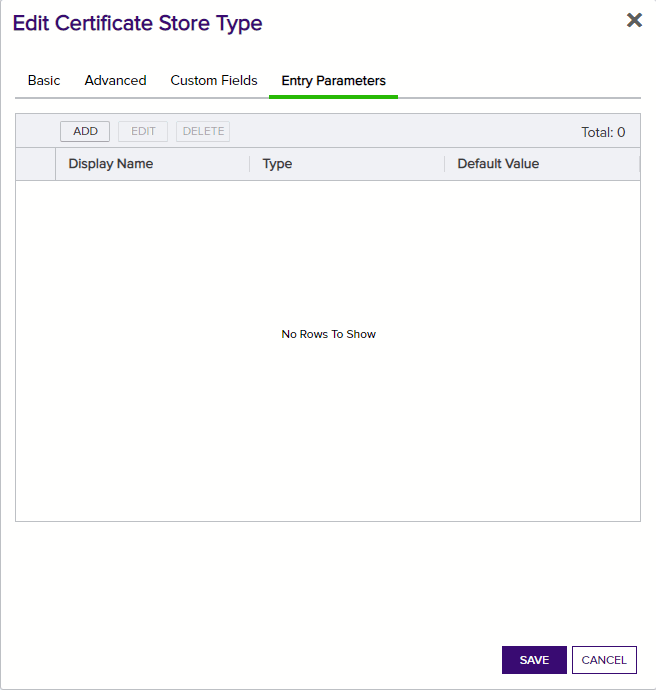 Edit Certificate Store Type
Basic Advanced Custom Fields Entry Parameters
ADD EDIT DELETE Total: 0
Display Name Type Default Value
No Rows To Show
SAVE CANCEL